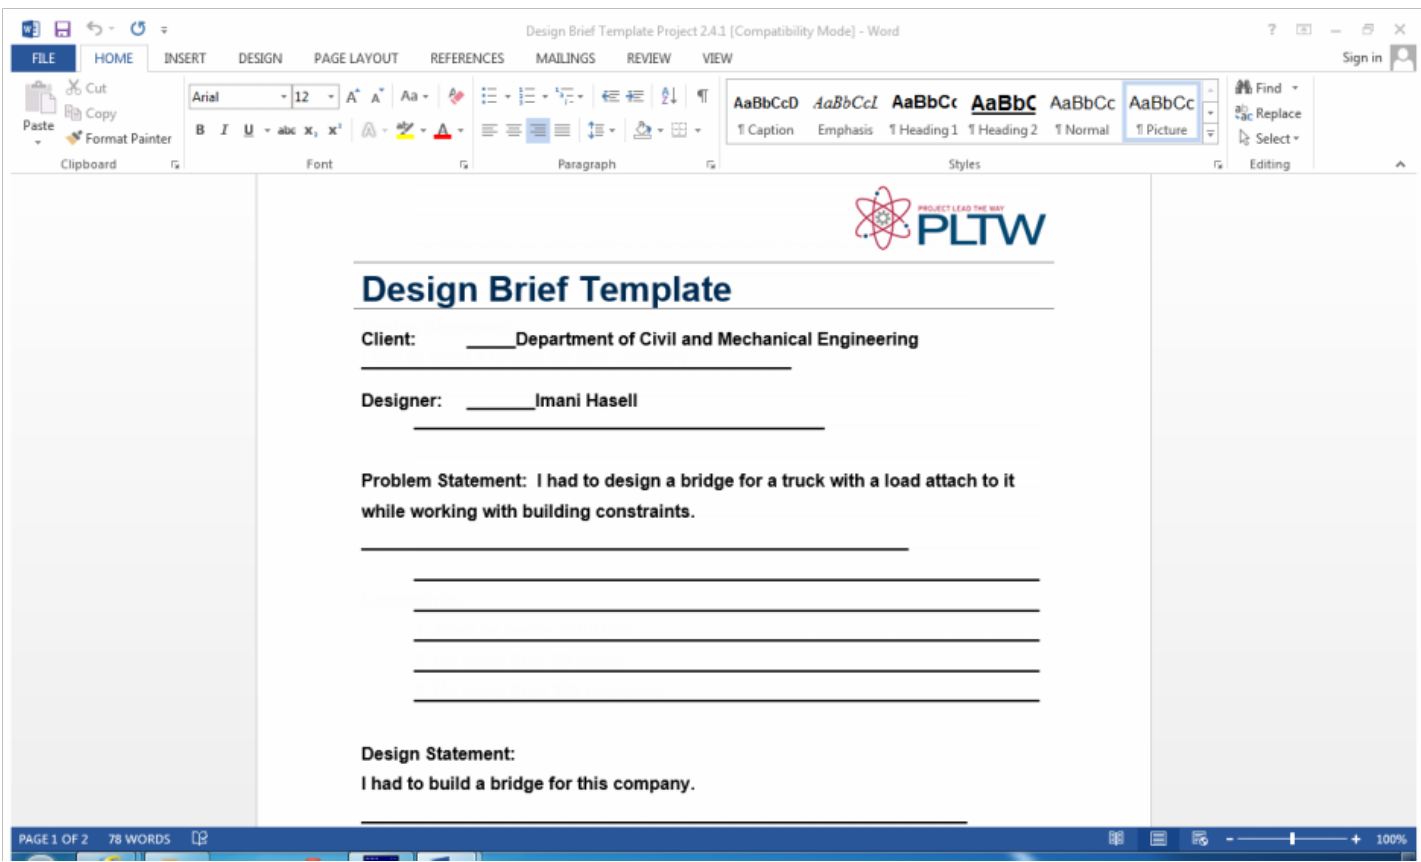 Design Brief Template Project 2.4.1 [Compatibility Mode] - Word
FILE HOME INSERT DESIGN PAGE LAYOUT REFERENCES MAILINGS REVIEW VIEW Sign in
Paste
Cut
Copy
Format Painter
Arial 12
B I U abc x, x²
AaBbCcD AaBbCcL AaBbCc AaBbC AaBbCc AaBbCc
¶ Caption Emphasis ¶ Heading 1 ¶ Heading 2 ¶ Normal ¶ Picture
Find
Replace
Select
Clipboard Font Paragraph Styles Editing
PROJECT LEAD THE WAY
PLTW
Design Brief Template
Client: _____Department of Civil and Mechanical Engineering
Designer: _______Imani Hasell
Problem Statement: I had to design a bridge for a truck with a load attach to it
while working with building constraints.
Design Statement:
I had to build a bridge for this company.
PAGE 1 OF 2 78 WORDS 100%